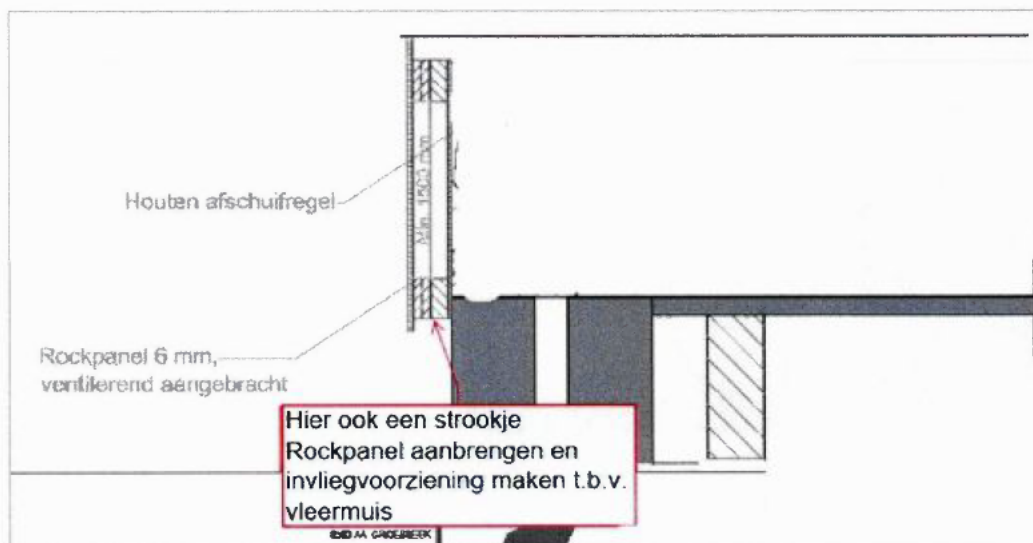 Houten afschuifregel
Min. 1500 mm
Rockpanel 6 mm,
ventilerend aangebracht
Hier ook een strookje
Rockpanel aanbrengen en
invliegvoorziening maken t.b.v.
vleermuis
GROESBEEK